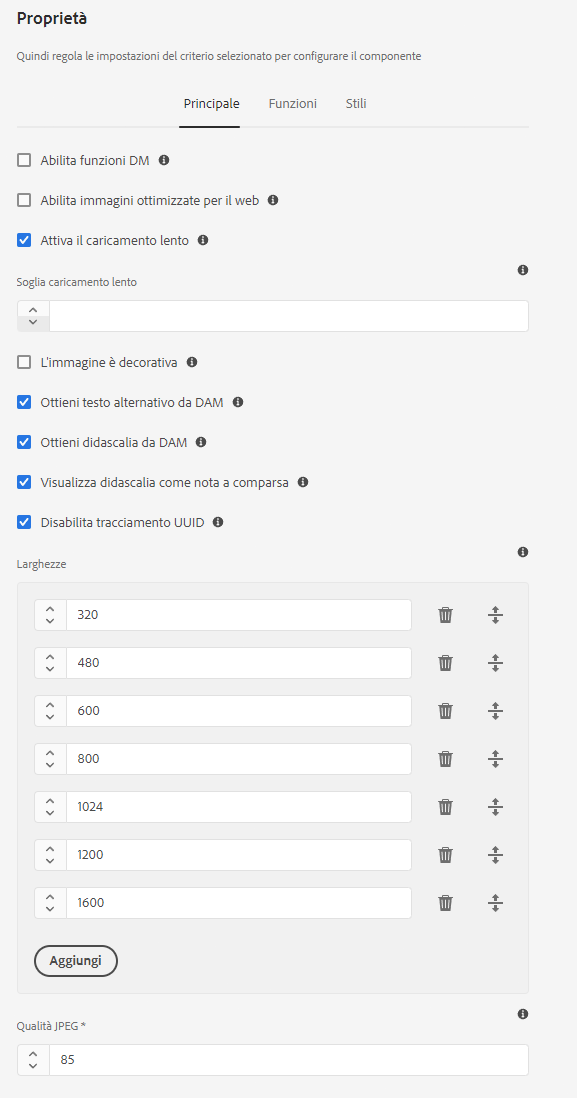 Proprietà
Quindi regola le impostazioni del criterio selezionato per configurare il componente
Principale Funzioni Stili
Abilita funzioni DM
Abilita immagini ottimizzate per il web
Attiva il caricamento lento
Soglia caricamento lento
L'immagine è decorativa
Ottieni testo alternativo da DAM
Ottieni didascalia da DAM
Visualizza didascalia come nota a comparsa
Disabilita tracciamento UUID
Larghezze
320
480
600
800
1024
1200
1600
Aggiungi
Qualità JPEG *
85